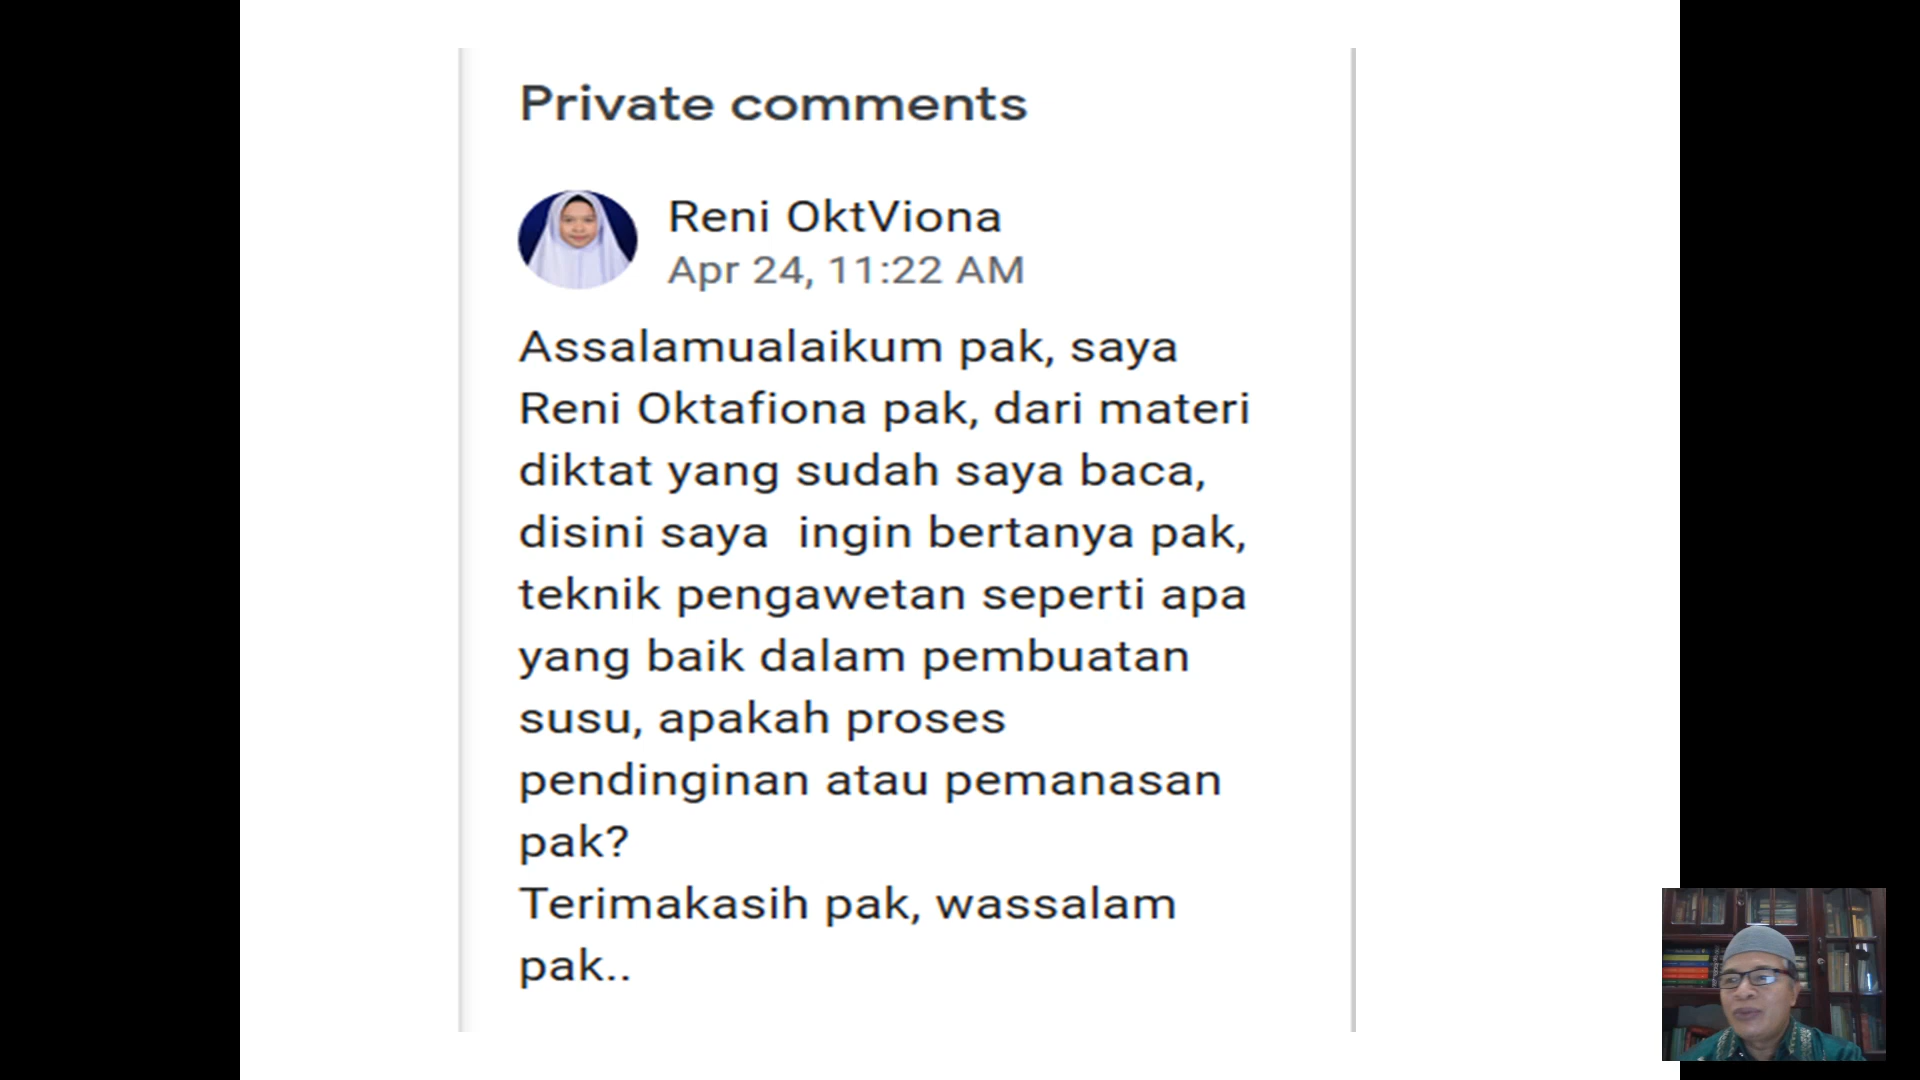 Private comments
Reni OktViona
Apr 24, 11:22 AM
Assalamualaikum pak, saya
Reni Oktafiona pak, dari materi
diktat yang sudah saya baca,
disini saya  ingin bertanya pak,
teknik pengawetan seperti apa
yang baik dalam pembuatan
susu, apakah proses
pendinginan atau pemanasan
pak?
Terimakasih pak, wassalam
pak..